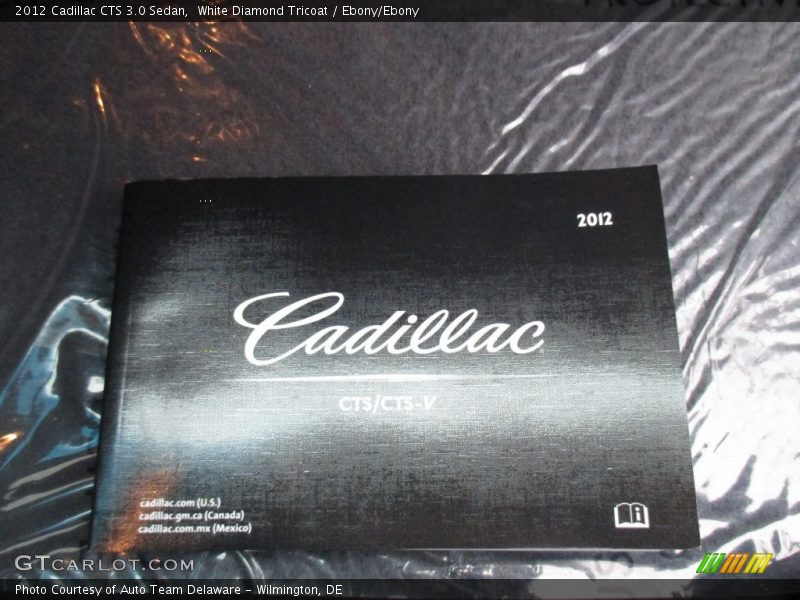 2012 Cadillac CTS 3.0 Sedan,  White Diamond Tricoat / Ebony/Ebony
2012
Cadillac
CTS/CTS-V
cadillac.com (U.S.)
cadillac.gm.ca (Canada)
cadillac.com.mx (Mexico)
GTCARLOT.COM
Photo Courtesy of Auto Team Delaware - Wilmington, DE